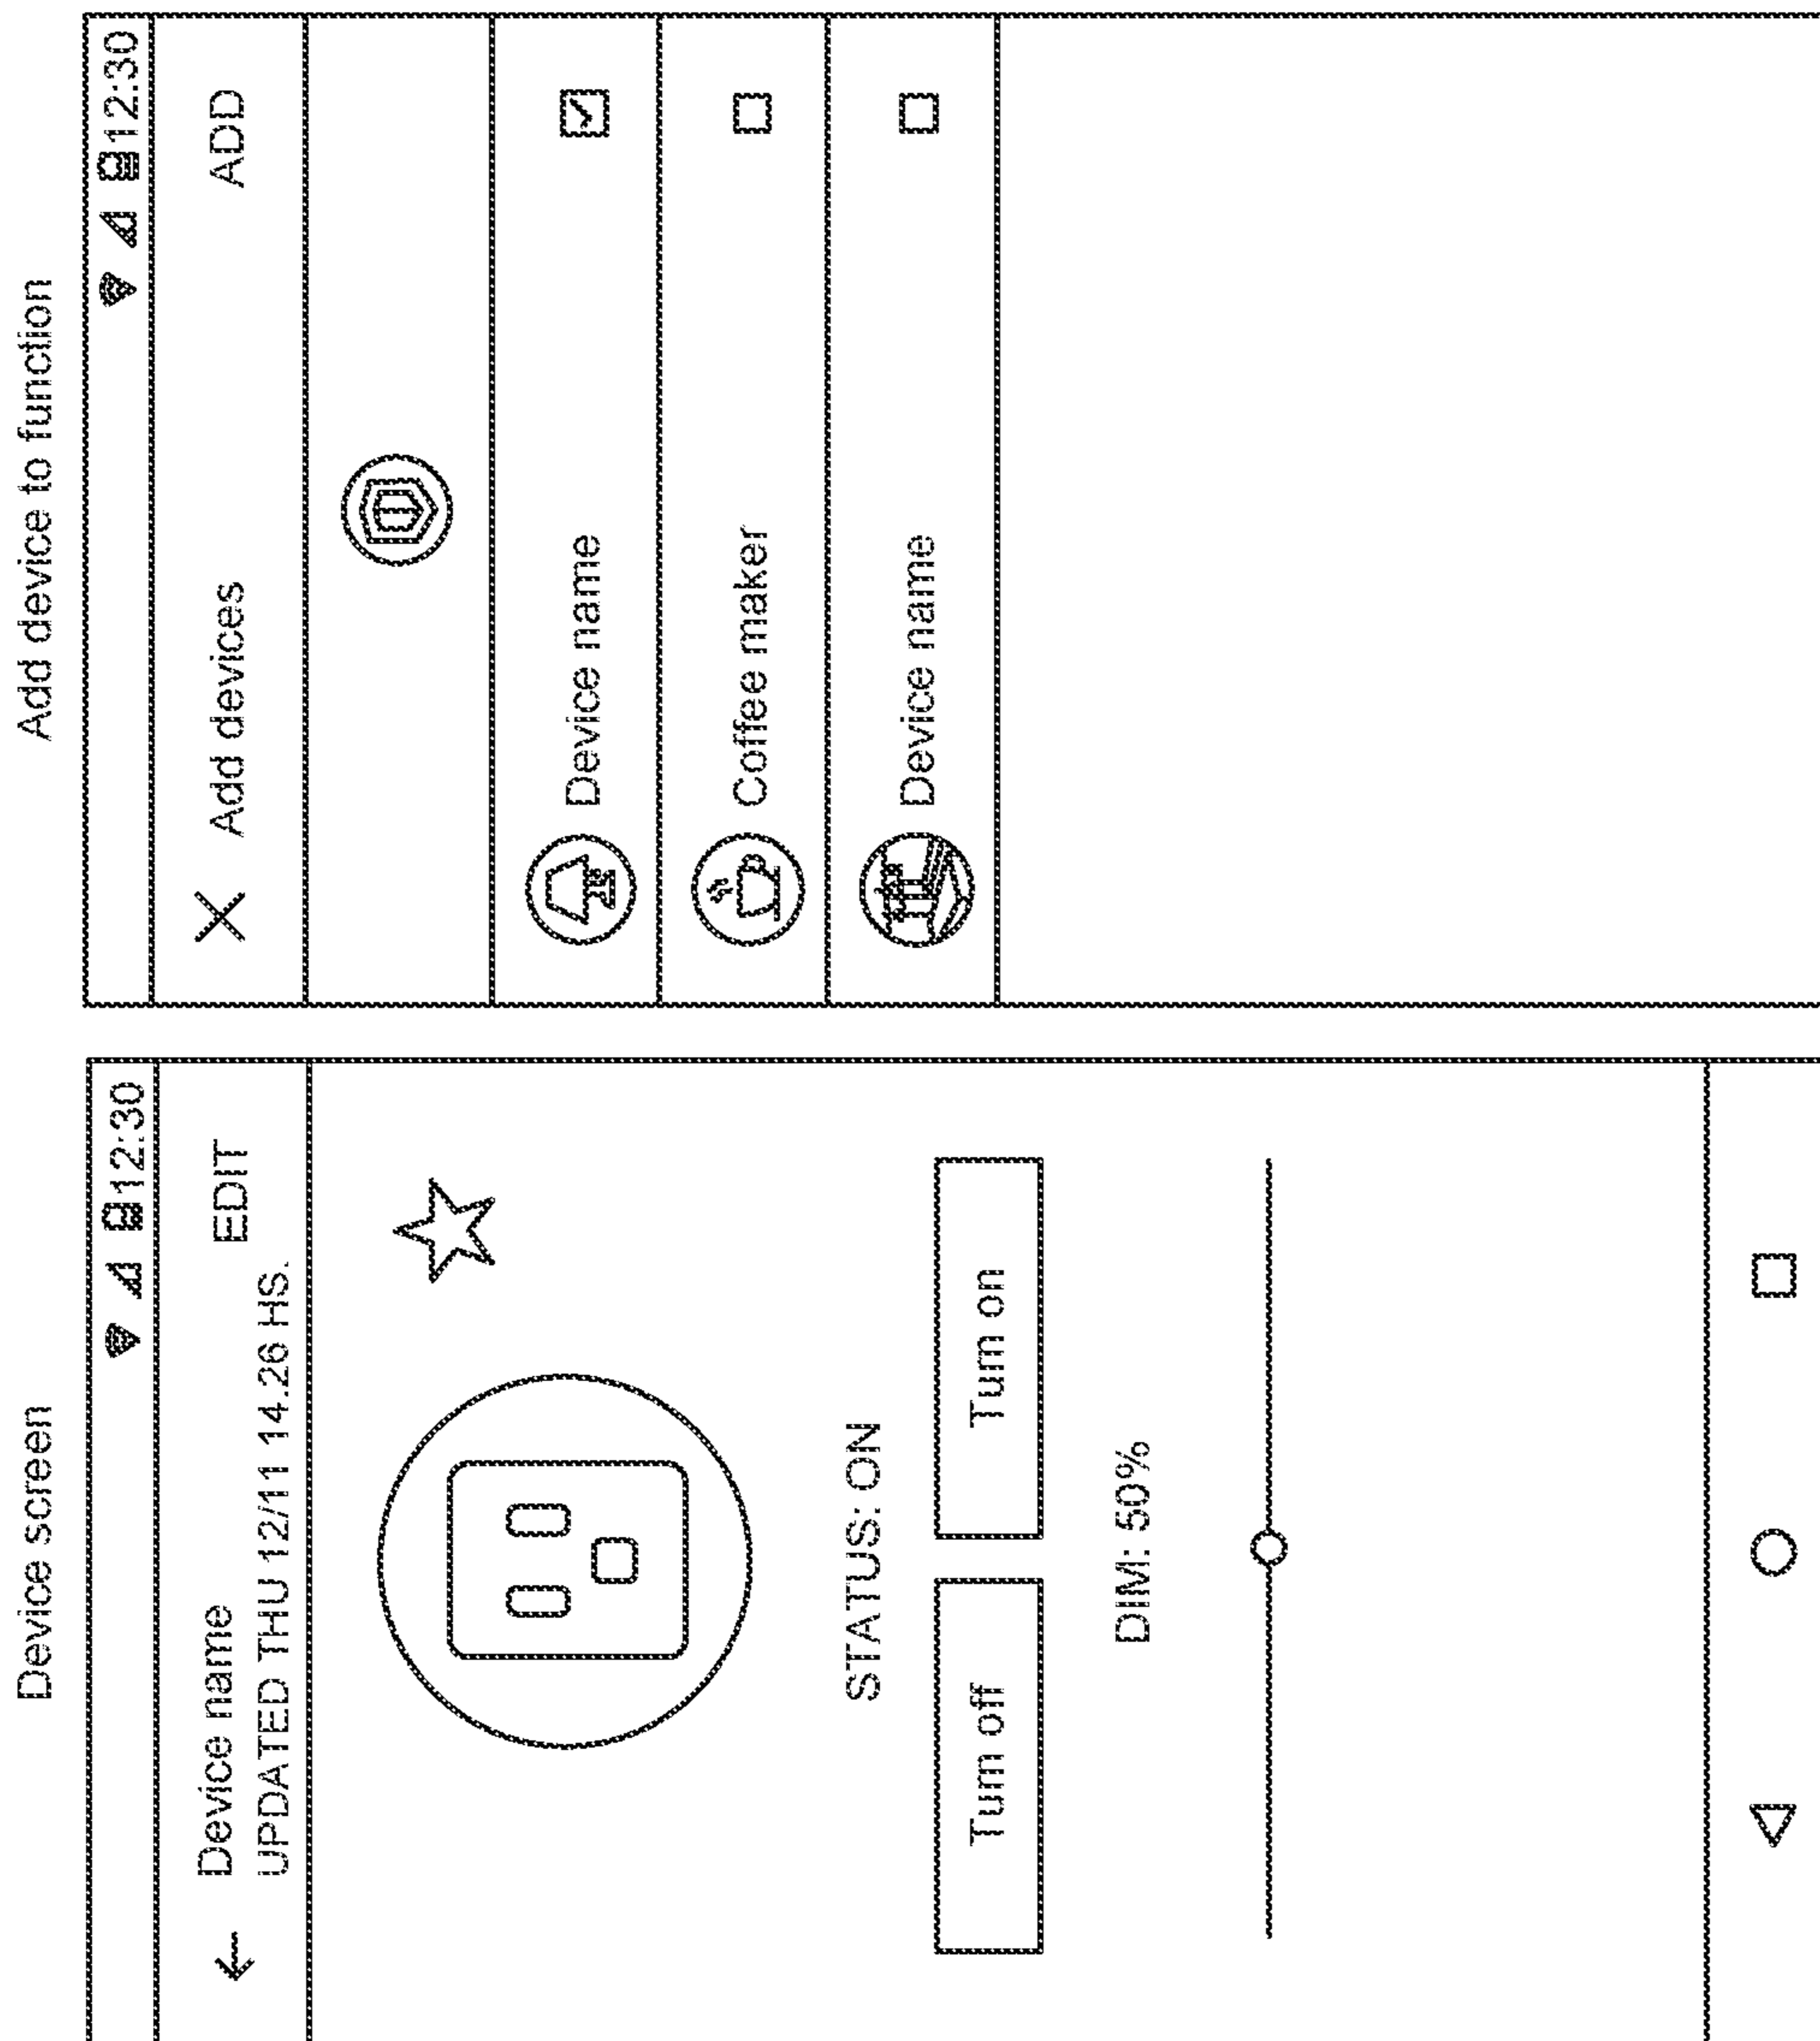 Device screen
12:30
Device name
EDIT
UPDATED THU 12/11 14.26 HS.
STATUS: ON
Turn off
Turn on
DIM: 50%
Add device to function
12:30
Add devices
ADD
Device name
Coffee maker
Device name